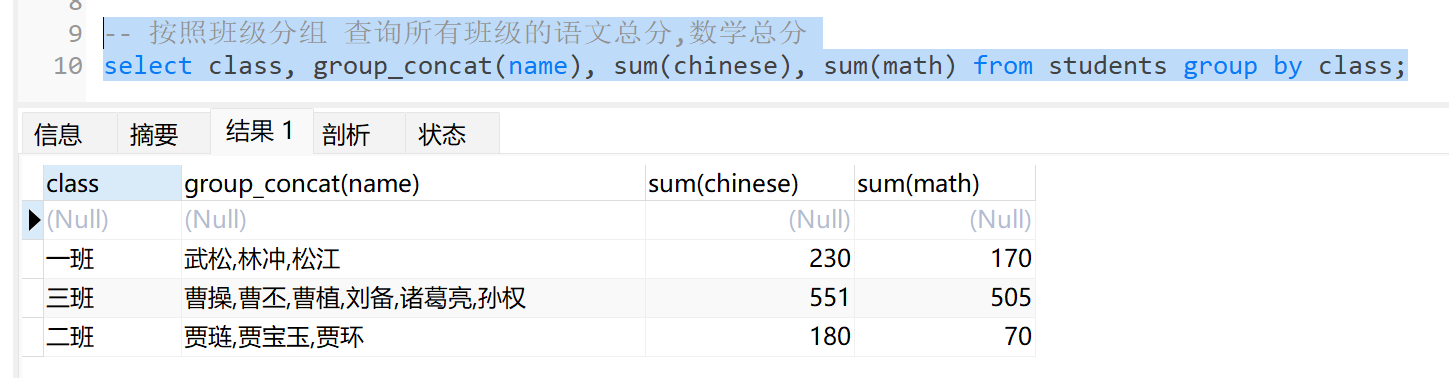 8
9 -- 按照班级分组 查询所有班级的语文总分,数学总分
10 select class, group_concat(name), sum(chinese), sum(math) from students group by class;
信息 摘要 结果 1 剖析 状态
class group_concat(name) sum(chinese) sum(math)
(Null) (Null) (Null) (Null)
一班 武松,林冲,松江 230 170
三班 曹操,曹丕,曹植,刘备,诸葛亮,孙权 551 505
二班 贾琏,贾宝玉,贾环 180 70